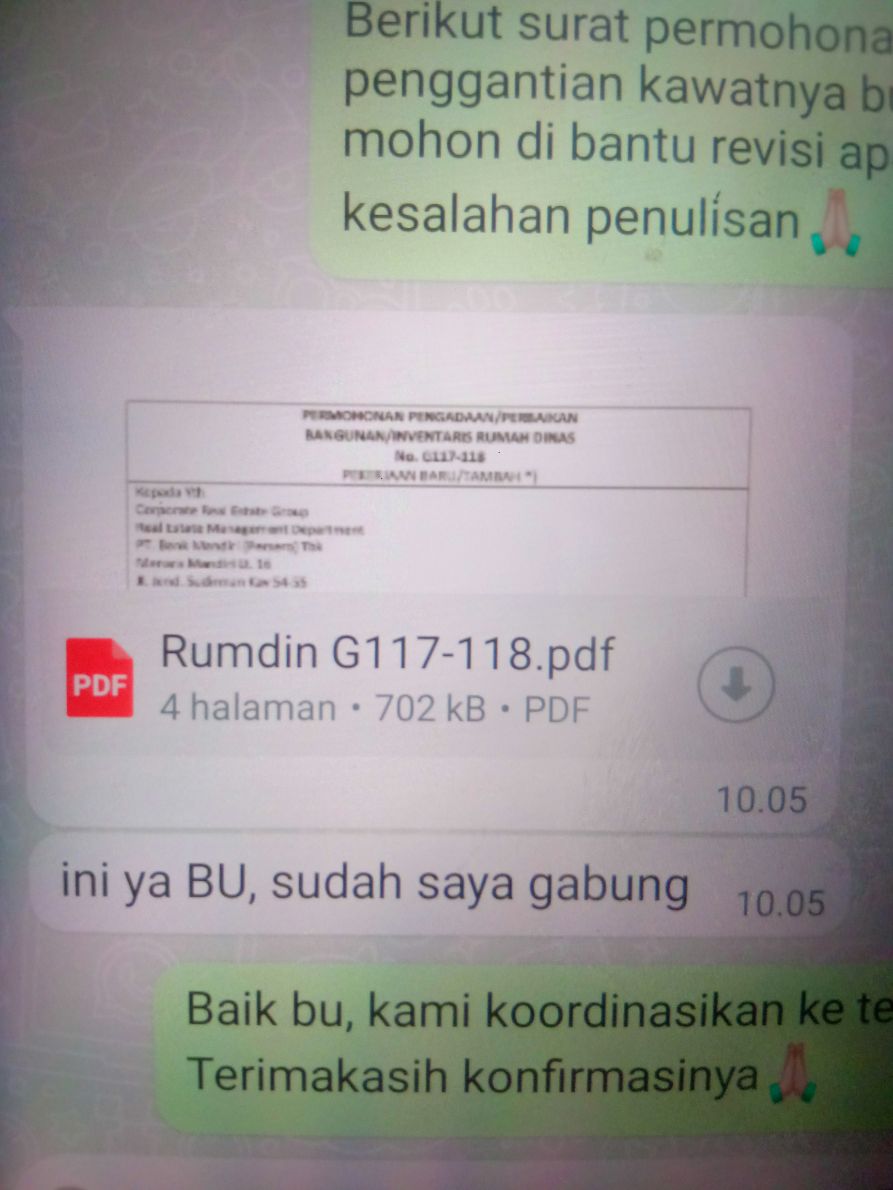 Berikut surat permohona
penggantian kawatnya bu
mohon di bantu revisi ap
kesalahan penulisan🙏
PERMOHONAN PENGADAAN/PERBAIKAN
BANGUNAN/INVENTARIS RUMAH DINAS
No. G117-118
PEKERJAAN BARU/TAMBAH *)
Kepada Yth
Corporate Real Estate Group
Real Estate Management Department
PT. Bank Mandiri (Persero) Tbk
Menara Mandiri Lt. 16
Jl. Jend. Sudirman Kav 54-55
PDF
Rumdin G117-118.pdf
4 halaman • 702 kB • PDF
10.05
ini ya BU, sudah saya gabung
10.05
Baik bu, kami koordinasikan ke te
Terimakasih konfirmasinya🙏